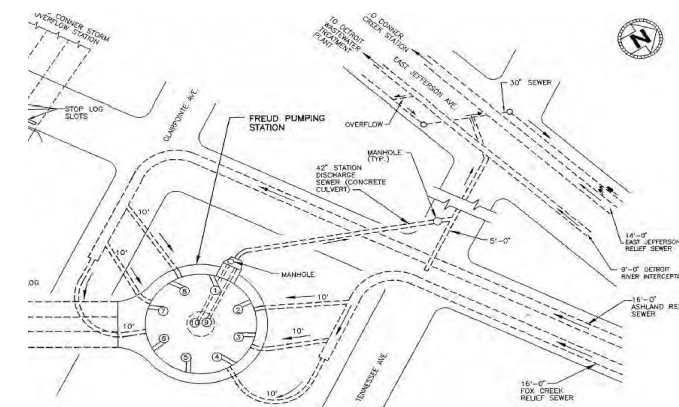 CONNER STORM
OVERFLOW STATION
STOP LOG
SLOTS
CLAIRPOINTE AVE.
FREUD PUMPING
STATION
TO DETROIT
WASTEWATER
TREATMENT
PLANT
TO CONNER
CREEK STATION
EAST JEFFERSON AVE.
N
30" SEWER
OVERFLOW
MANHOLE
(TYP.)
42" STATION
DISCHARGE
SEWER (CONCRETE
CULVERT)
5'-0"
14'-0"
EAST JEFFERSON
RELIEF SEWER
9'-0" DETROIT
RIVER INTERCEPTO
16'-0"
ASHLAND RE
SEWER
16'-0"
FOX CREEK
RELIEF SEWER
MANHOLE
TENNESSEE AVE.
OG
10'
10'
10'
10'
10'
10'
1
2
3
4
5
6
7
8
9
10